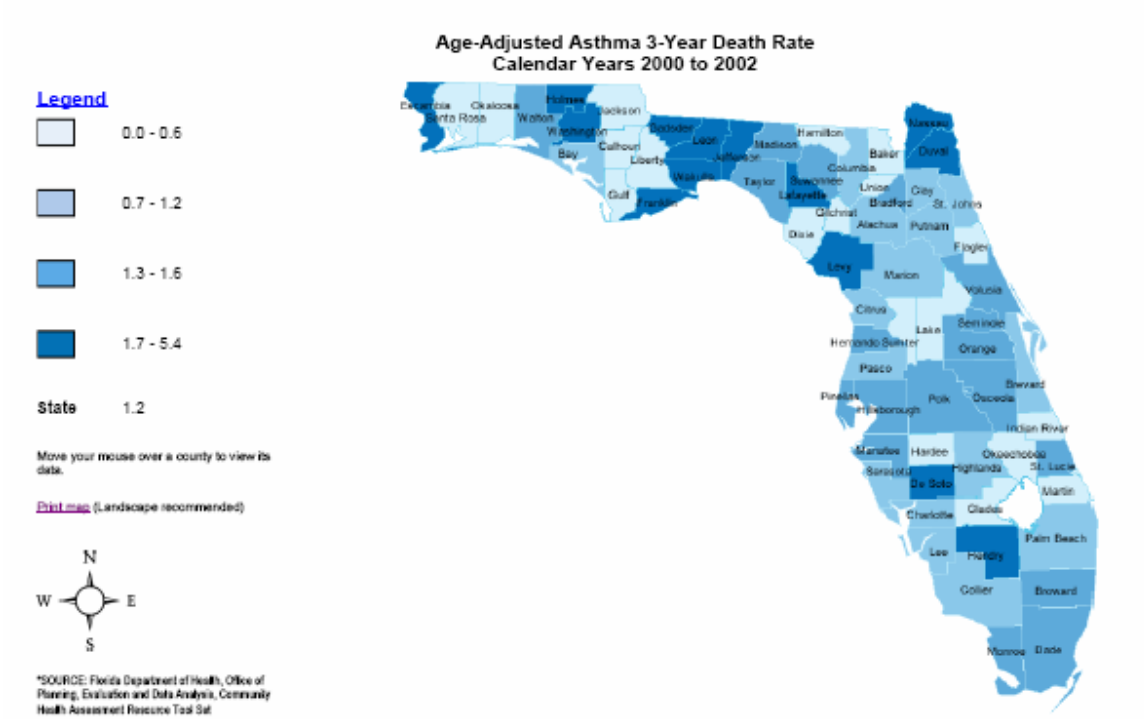 Age-Adjusted Asthma 3-Year Death Rate
Calendar Years 2000 to 2002
Legend
0.0 - 0.6
0.7 - 1.2
1.3 - 1.6
1.7 - 5.4
State 1.2
Move your mouse over a county to view its
data.
Print map (Landscape recommended)
N
W E
S
*SOURCE: Florida Department of Health, Office of
Planning, Evaluation and Data Analysis, Community
Health Assessment Resource Tool Set
Escambia
Santa Rosa
Okaloosa
Walton
Holmes
Washington
Jackson
Bay
Calhoun
Gulf
Liberty
Gadsden
Franklin
Leon
Wakulla
Jefferson
Madison
Taylor
Hamilton
Suwannee
Lafayette
Columbia
Baker
Nassau
Duval
Union
Bradford
Clay
St. Johns
Gilchrist
Dixie
Alachua
Putnam
Flagler
Levy
Marion
Volusia
Citrus
Lake
Seminole
Hernando
Sumter
Orange
Pasco
Brevard
Pinellas
Hillsborough
Polk
Osceola
Indian River
Manatee
Hardee
Okeechobee
Sarasota
Highlands
St. Lucie
De Soto
Martin
Charlotte
Glades
Lee
Hendry
Palm Beach
Collier
Broward
Monroe
Dade